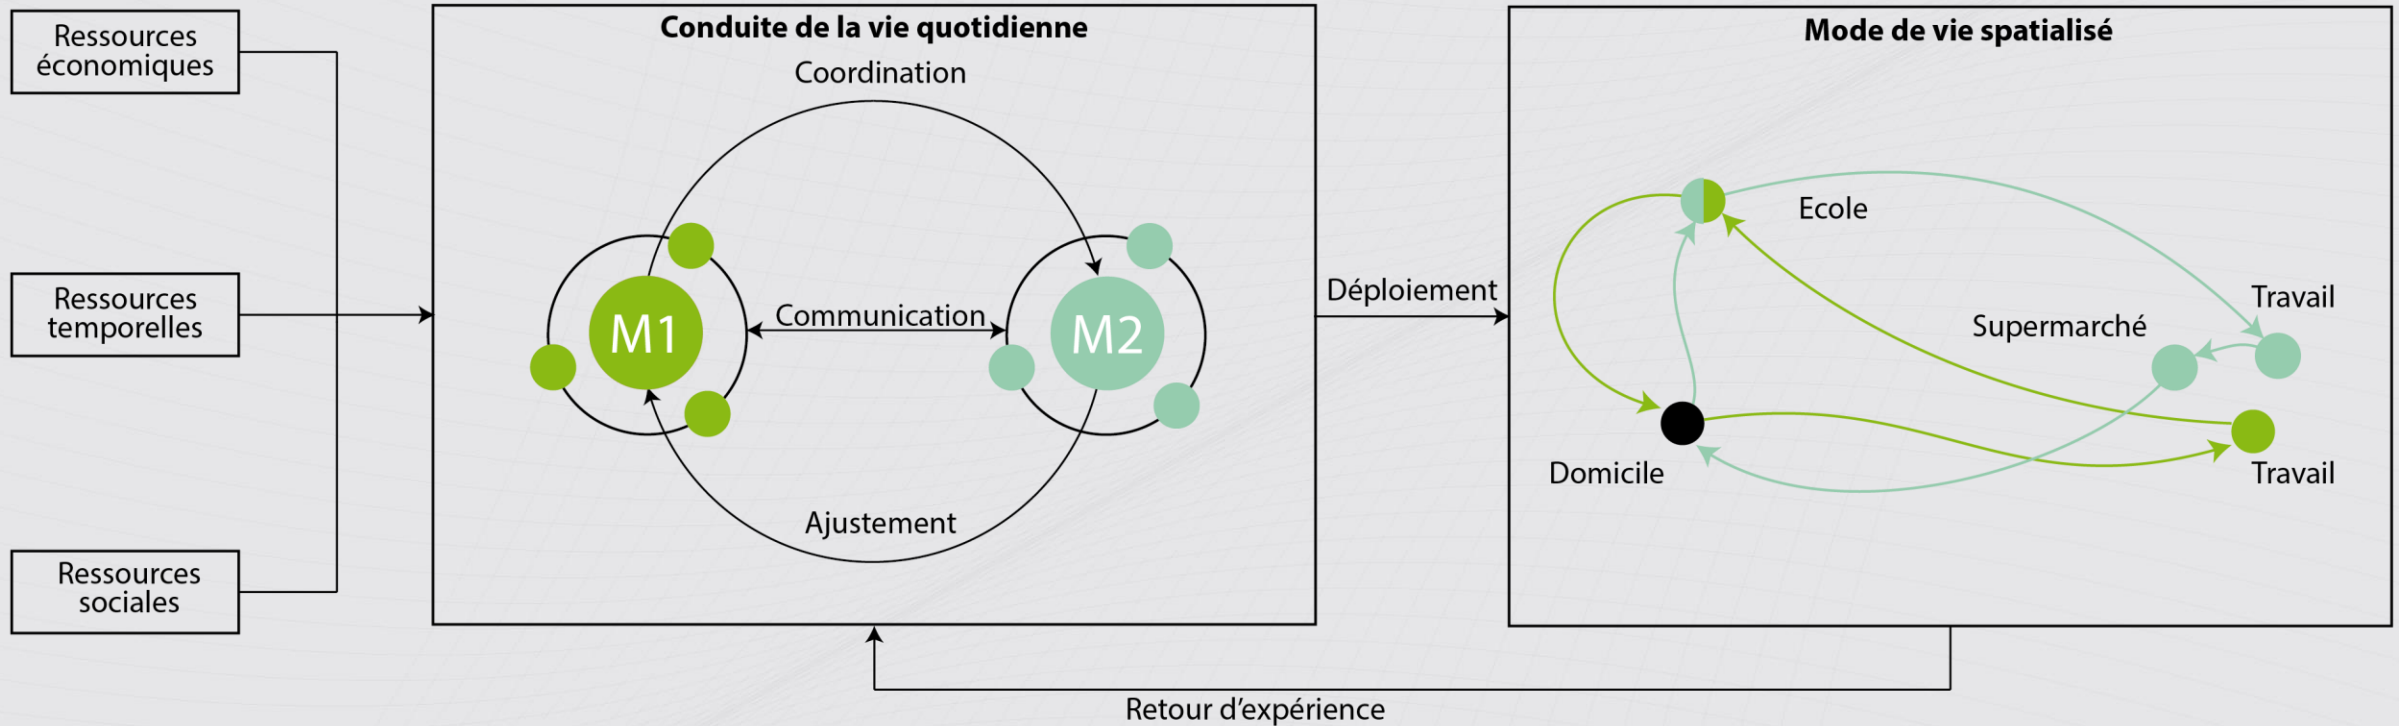 Ressources
économiques
Ressources
temporelles
Ressources
sociales
Conduite de la vie quotidienne
Coordination
M1
Communication
M2
Ajustement
Déploiement
Mode de vie spatialisé
Ecole
Travail
Supermarché
Domicile
Travail
Retour d'expérience